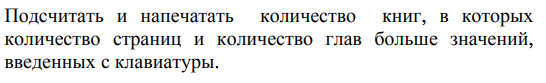 Подсчитать и напечатать количество книг, в которых
количество страниц и количество глав больше значений,
введенных с клавиатуры.